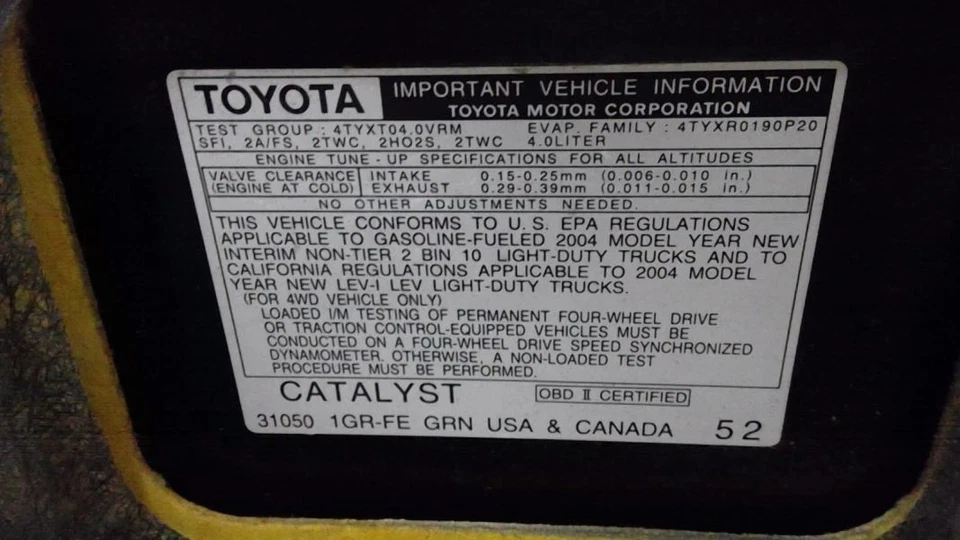 TOYOTA IMPORTANT VEHICLE INFORMATION
TOYOTA MOTOR CORPORATION
TEST GROUP : 4TYXT04.0VRM EVAP. FAMILY : 4TYXR0190P20
SFI, 2A/FS, 2TWC, 2HO2S, 2TWC 4.0LITER
ENGINE TUNE-UP SPECIFICATIONS FOR ALL ALTITUDES
VALVE CLEARANCE INTAKE 0.15-0.25mm (0.006-0.010 in.)
(ENGINE AT COLD) EXHAUST 0.29-0.39mm (0.011-0.015 in.)
NO OTHER ADJUSTMENTS NEEDED.
THIS VEHICLE CONFORMS TO U.S. EPA REGULATIONS
APPLICABLE TO GASOLINE-FUELED 2004 MODEL YEAR NEW
INTERIM NON-TIER 2 BIN 10 LIGHT-DUTY TRUCKS AND TO
CALIFORNIA REGULATIONS APPLICABLE TO 2004 MODEL
YEAR NEW LEV-I LEV LIGHT-DUTY TRUCKS.
(FOR 4WD VEHICLE ONLY)
LOADED I/M TESTING OF PERMANENT FOUR-WHEEL DRIVE
OR TRACTION CONTROL-EQUIPPED VEHICLES MUST BE
CONDUCTED ON A FOUR-WHEEL DRIVE SPEED SYNCHRONIZED
DYNAMOMETER. OTHERWISE, A NON-LOADED TEST
PROCEDURE MUST BE PERFORMED.
CATALYST OBD II CERTIFIED
31050 1GR-FE GRN USA & CANADA 52